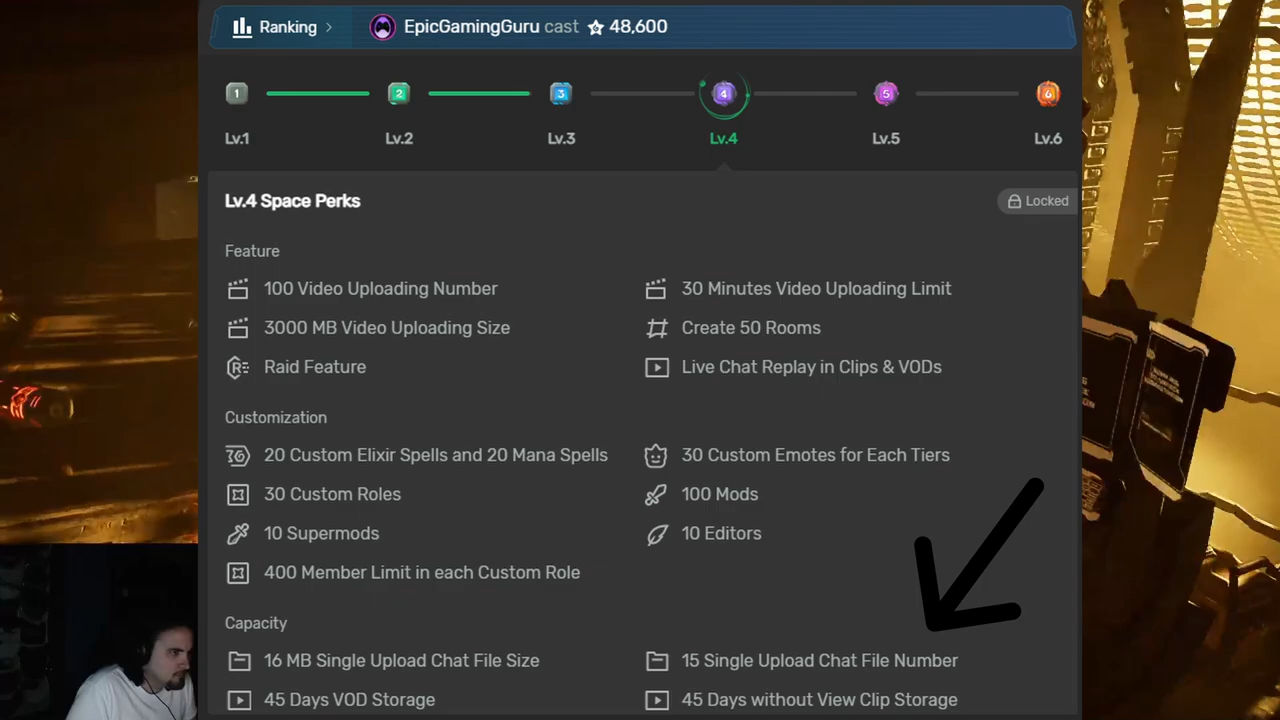 Ranking > EpicGamingGuru cast 48,600
1 2 3 4 5 6
Lv.1 Lv.2 Lv.3 Lv.4 Lv.5 Lv.6
Lv.4 Space Perks Locked
Feature
100 Video Uploading Number 30 Minutes Video Uploading Limit
3000 MB Video Uploading Size Create 50 Rooms
Raid Feature Live Chat Replay in Clips & VODs
Customization
20 Custom Elixir Spells and 20 Mana Spells 30 Custom Emotes for Each Tiers
30 Custom Roles 100 Mods
10 Supermods 10 Editors
400 Member Limit in each Custom Role
Capacity
16 MB Single Upload Chat File Size 15 Single Upload Chat File Number
45 Days VOD Storage 45 Days without View Clip Storage